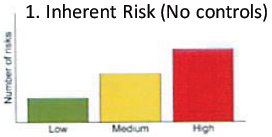 1. Inherent Risk (No controls)
Number of risks
Low Medium High